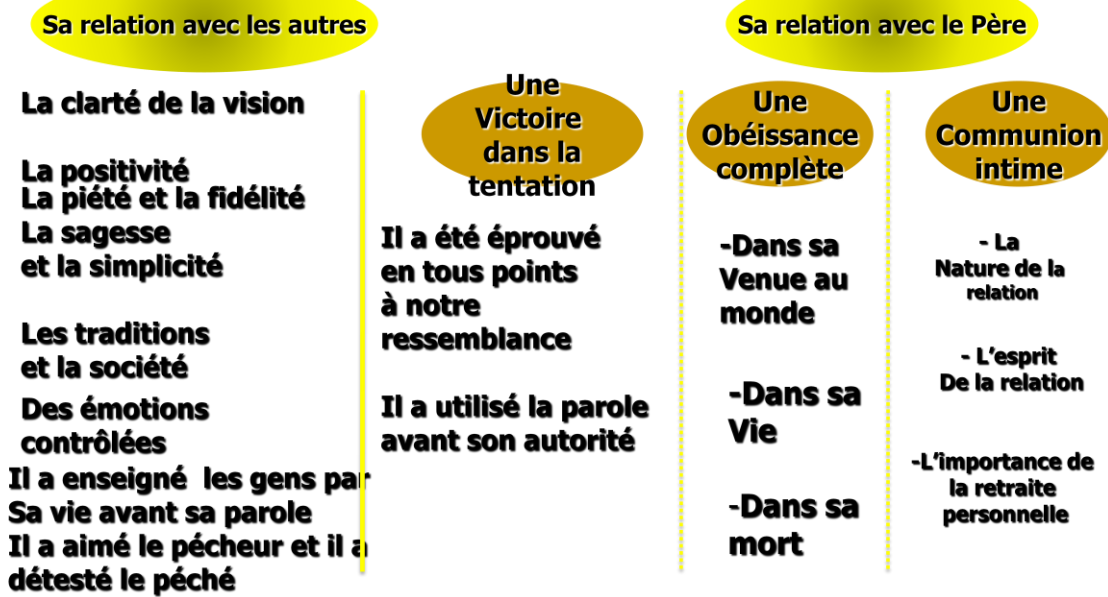 Sa relation avec les autres
Sa relation avec le Père
La clarté de la vision
La positivité
La piété et la fidélité
La sagesse
et la simplicité
Les traditions
et la société
Des émotions
contrôlées
Il a enseigné les gens par
Sa vie avant sa parole
Il a aimé le pécheur et il a
détesté le péché
Une
Victoire
dans la
tentation
Il a été éprouvé
en tous points
à notre
ressemblance
Il a utilisé la parole
avant son autorité
Une
Obéissance
complète
-Dans sa
Venue au
monde
-Dans sa
Vie
-Dans sa
mort
Une
Communion
intime
- La
Nature de la
relation
- L’esprit
De la relation
-L’importance de
la retraite
personnelle